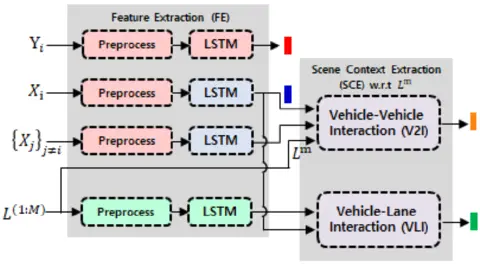 Feature Extraction (FE)
Y_i Preprocess LSTM
Scene Context Extraction
(SCE) w.r.t L^m
X_i Preprocess LSTM
Vehicle-Vehicle
Interaction (V2I)
{X_j}_{j≠i} Preprocess LSTM
L^m
L^(1:M) Preprocess LSTM
Vehicle-Lane
Interaction (VLI)